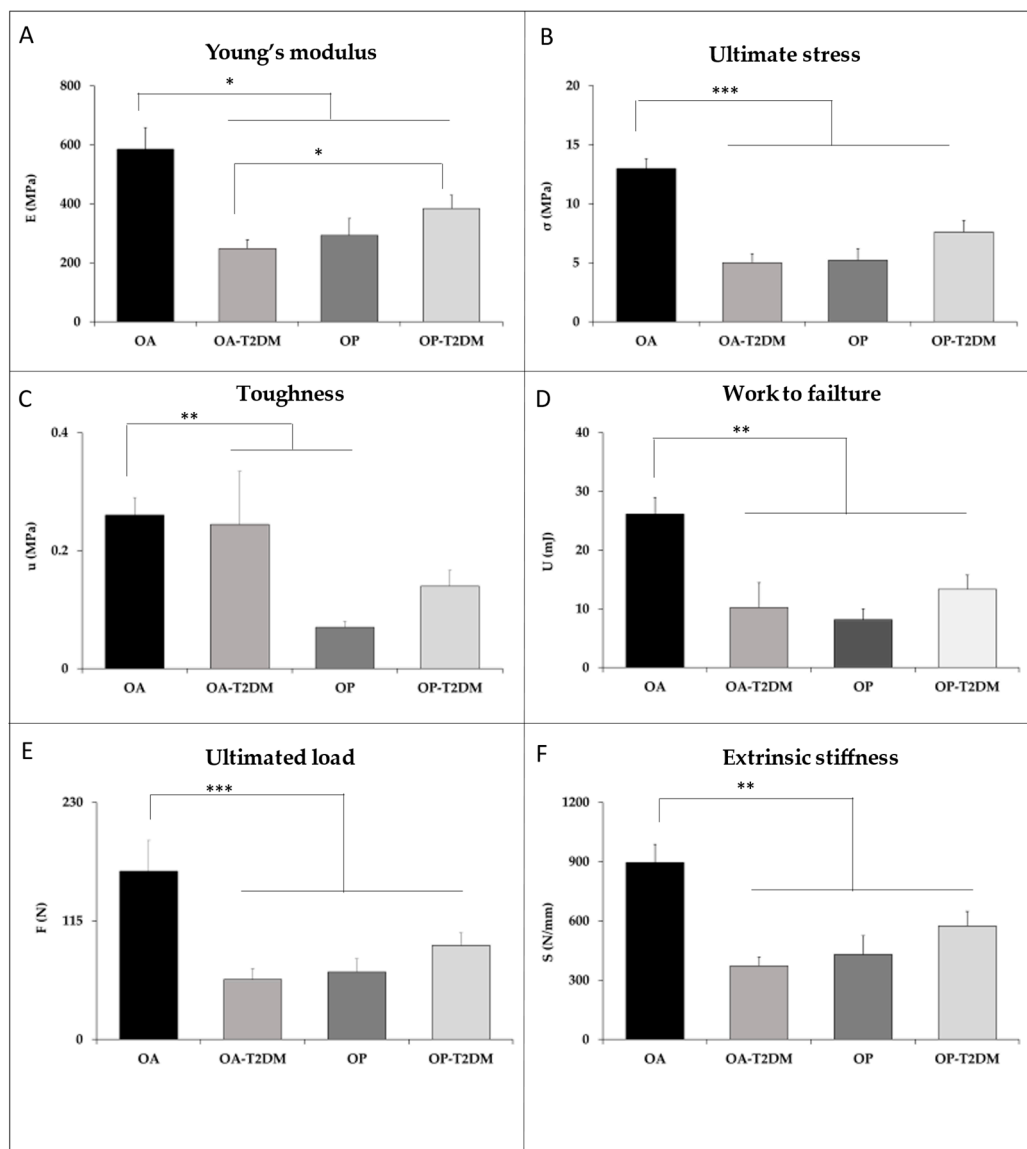 A
Young's modulus
*
*
800
600
400
200
0
E (MPa)
OA OA-T2DM OP OP-T2DM
B
Ultimate stress
***
20
15
10
5
0
σ (MPa)
OA OA-T2DM OP OP-T2DM
C
Toughness
**
0.4
0.2
0
u (MPa)
OA OA-T2DM OP OP-T2DM
D
Work to failture
**
40
30
20
10
0
U (mJ)
OA OA-T2DM OP OP-T2DM
E
Ultimated load
***
230
115
0
F (N)
OA OA-T2DM OP OP-T2DM
F
Extrinsic stiffness
**
1200
900
600
300
0
S (N/mm)
OA OA-T2DM OP OP-T2DM